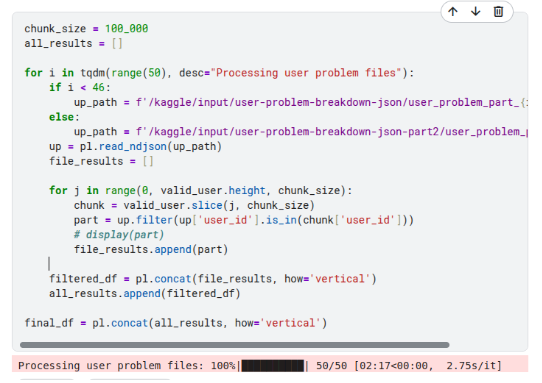 chunk_size = 100_000
all_results = []
for i in tqdm(range(50), desc="Processing user problem files"):
    if i < 46:
        up_path = f'/kaggle/input/user-problem-breakdown-json/user_problem_part_{
    else:
        up_path = f'/kaggle/input/user-problem-breakdown-json-part2/user_problem_
    up = pl.read_ndjson(up_path)
    file_results = []
    for j in range(0, valid_user.height, chunk_size):
        chunk = valid_user.slice(j, chunk_size)
        part = up.filter(up['user_id'].is_in(chunk['user_id']))
        # display(part)
        file_results.append(part)
    filtered_df = pl.concat(file_results, how='vertical')
    all_results.append(filtered_df)
final_df = pl.concat(all_results, how='vertical')
Processing user problem files: 100%|██████████| 50/50 [02:17<00:00, 2.75s/it]